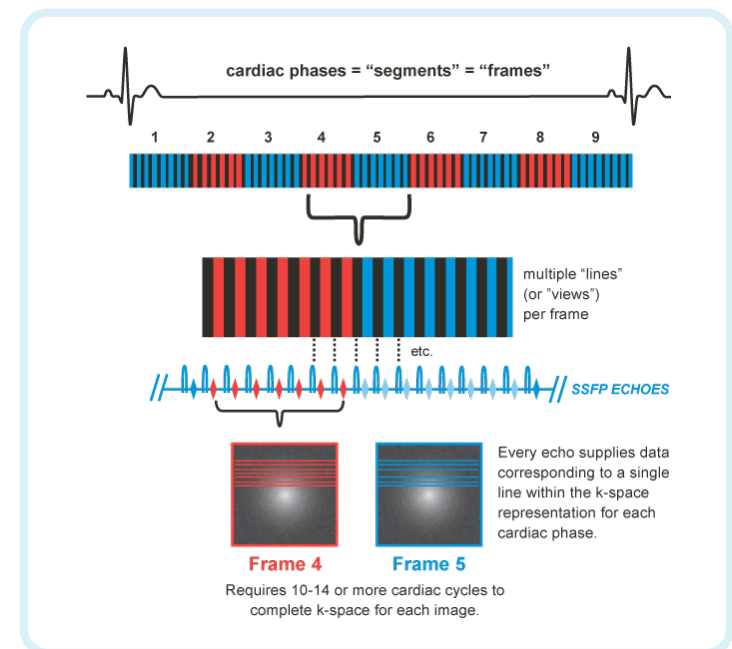 cardiac phases = “segments” = “frames”
1 2 3 4 5 6 7 8 9
multiple “lines”
(or ”views”)
per frame
etc.
SSFP ECHOES
Every echo supplies data
corresponding to a single
line within the k-space
representation for each
cardiac phase.
Frame 4 Frame 5
Requires 10-14 or more cardiac cycles to
complete k-space for each image.